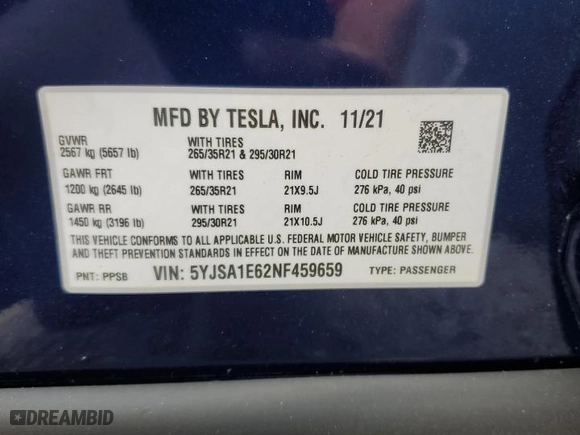 MFD BY TESLA, INC. 11/21
GVWR WITH TIRES
2567 kg (5657 lb) 265/35R21 & 295/30R21
GAWR FRT WITH TIRES RIM COLD TIRE PRESSURE
1200 kg (2645 lb) 265/35R21 21X9.5J 276 kPa, 40 psi
GAWR RR WITH TIRES RIM COLD TIRE PRESSURE
1450 kg (3196 lb) 295/30R21 21X10.5J 276 kPa, 40 psi
THIS VEHICLE CONFORMS TO ALL APPLICABLE U.S. FEDERAL MOTOR VEHICLE SAFETY, BUMPER
AND THEFT PREVENTION STANDARDS IN EFFECT ON THE DATE OF MANUFACTURE SHOWN ABOVE.
PNT: PPSB VIN: 5YJSA1E62NF459659 TYPE: PASSENGER
DREAMBID